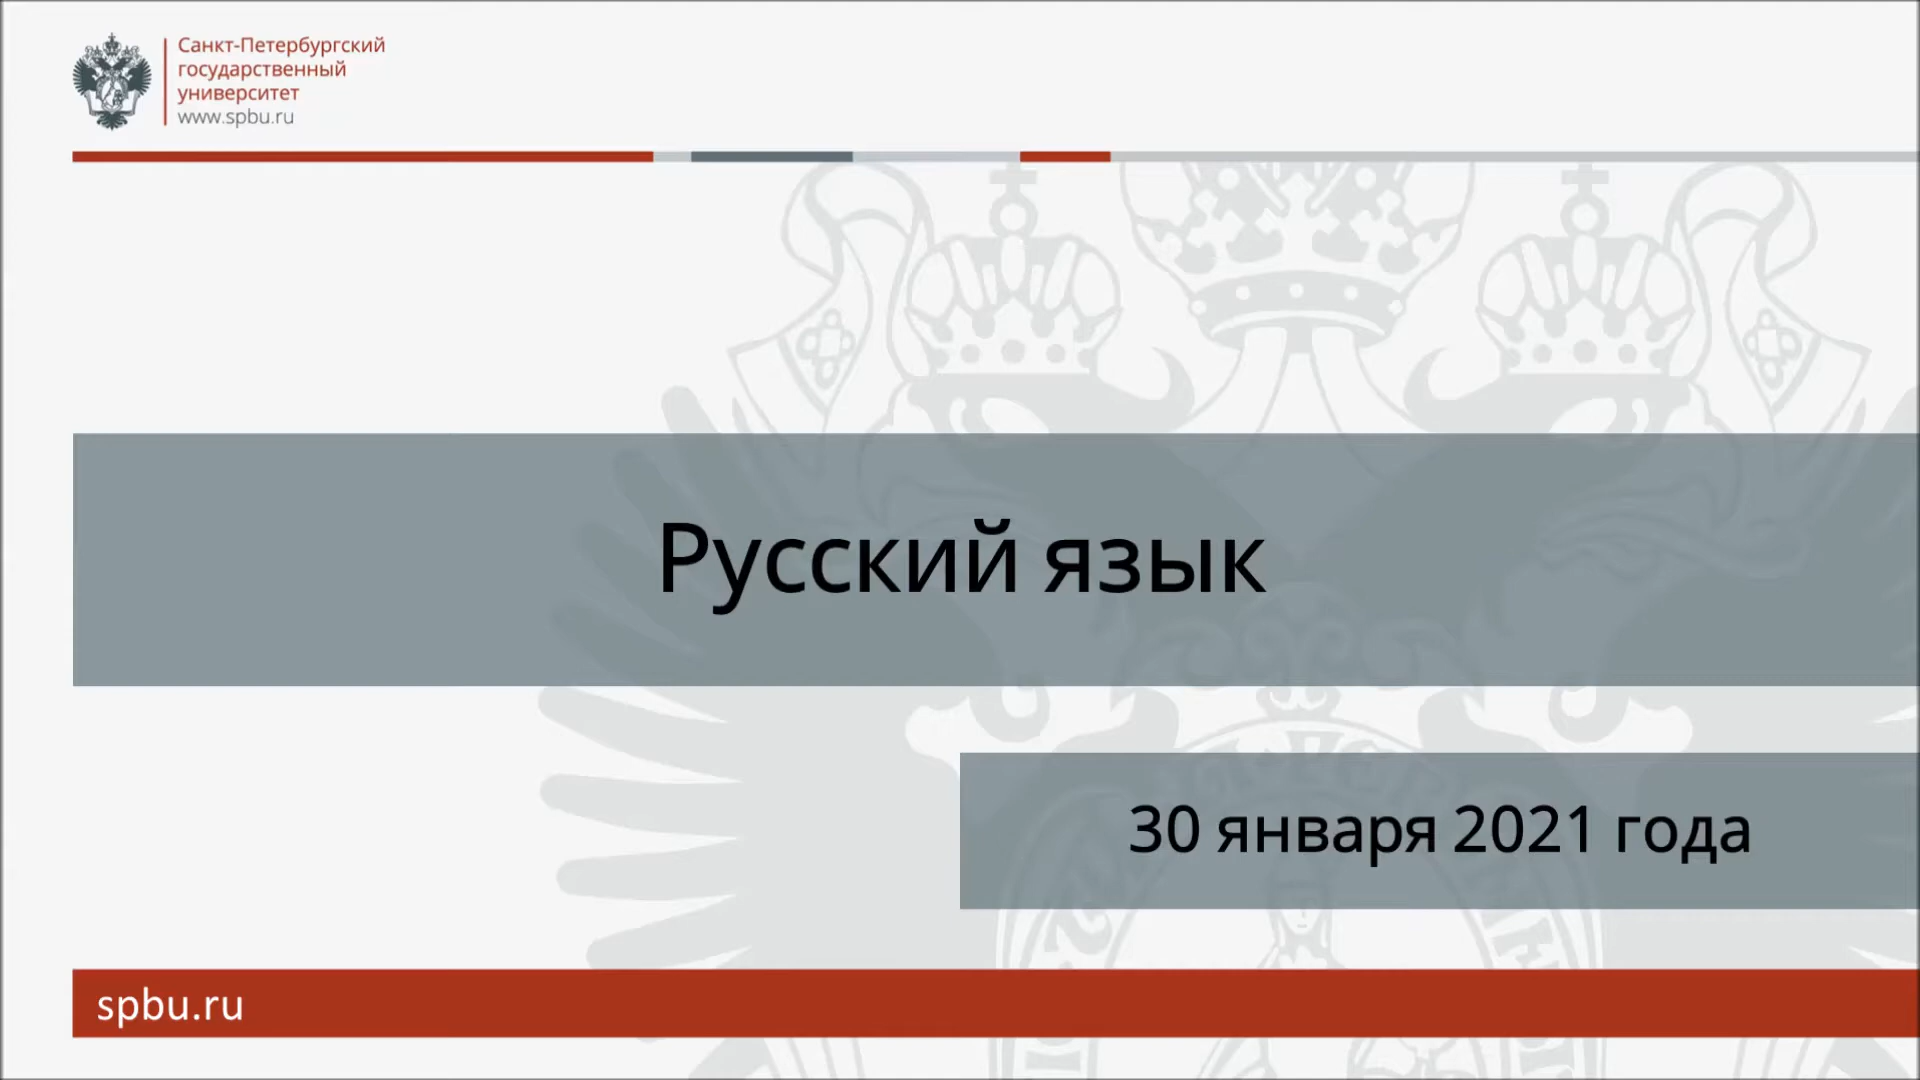 Санкт-Петербургский
государственный
университет
www.spbu.ru
Русский язык
30 января 2021 года
spbu.ru